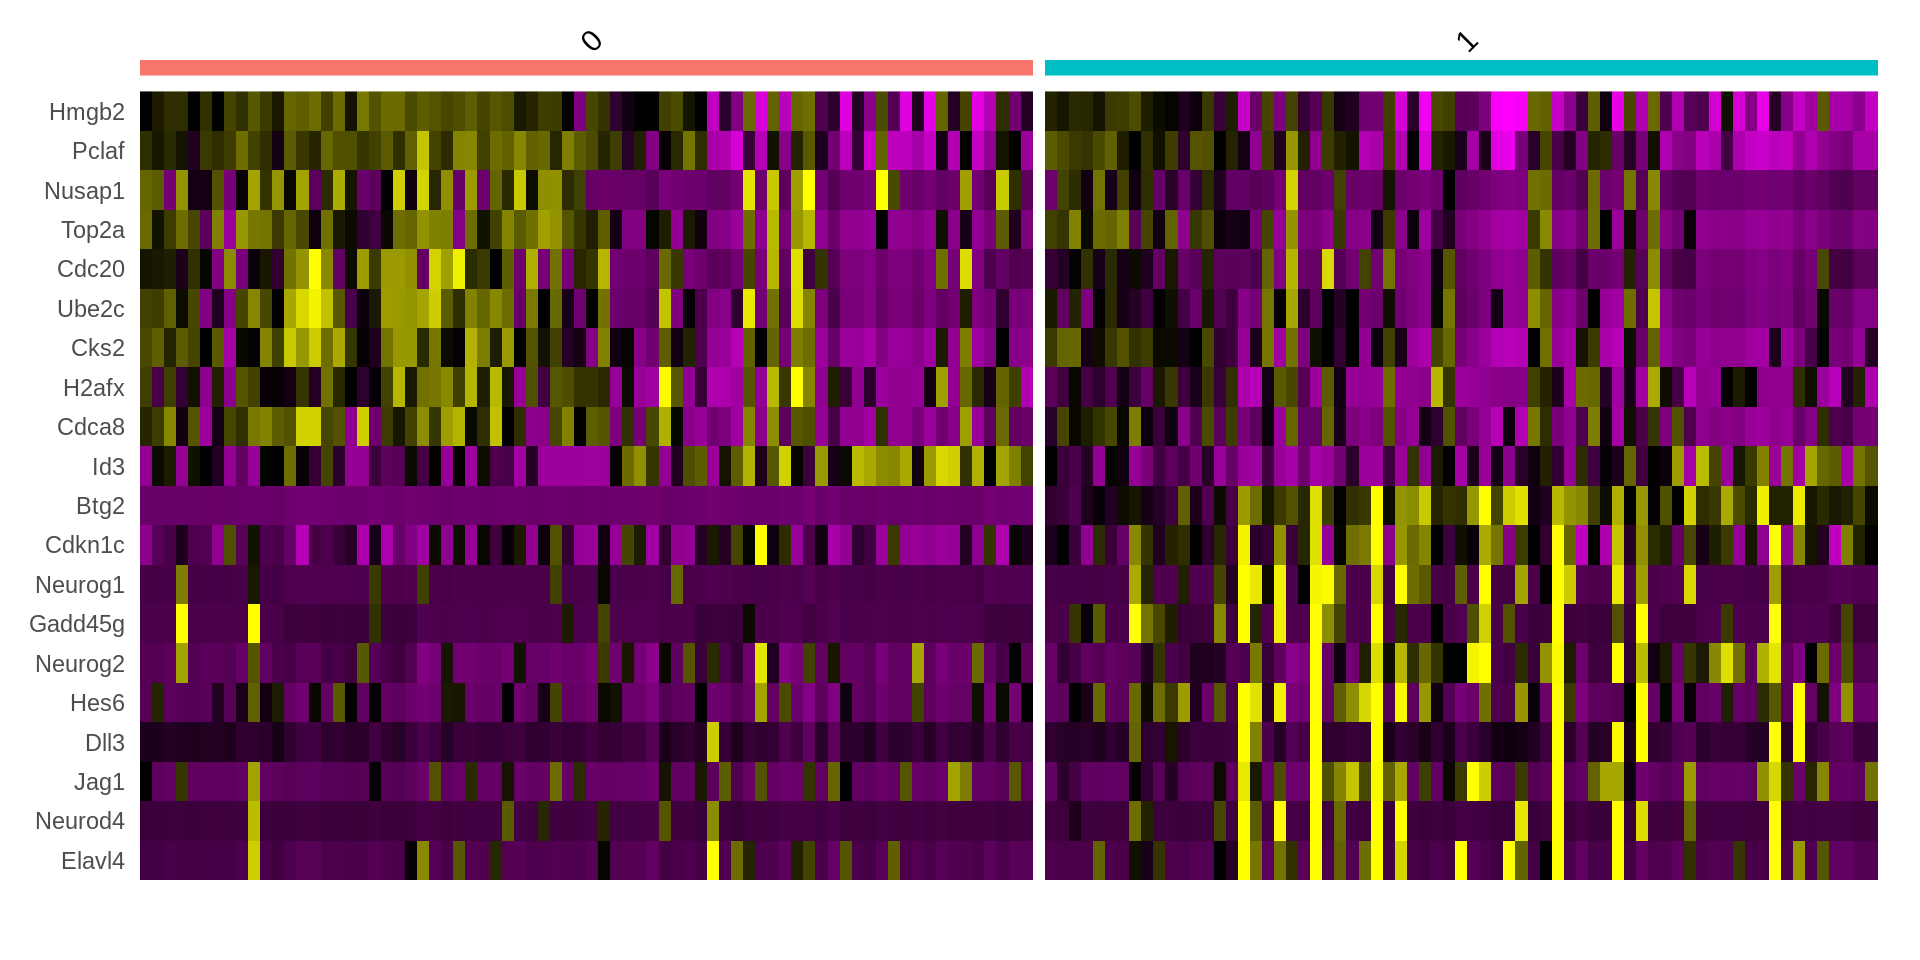 0
1
Hmgb2
Pclaf
Nusap1
Top2a
Cdc20
Ube2c
Cks2
H2afx
Cdca8
Id3
Btg2
Cdkn1c
Neurog1
Gadd45g
Neurog2
Hes6
Dll3
Jag1
Neurod4
Elavl4